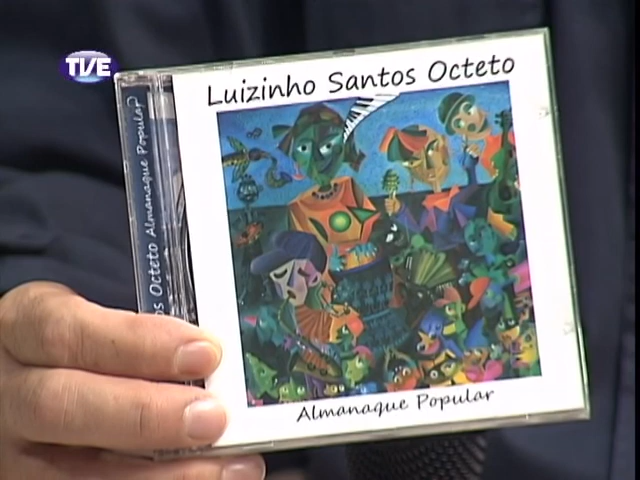 TVE
Luizinho Santos Octeto
os Octeto Almanaque Popular
Almanaque Popular